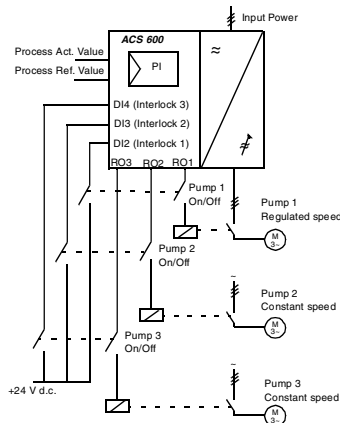 Input Power
ACS 600
Process Act. Value
Process Ref. Value
PI
≈
DI4 (Interlock 3)
DI3 (Interlock 2)
DI2 (Interlock 1)
RO3 RO2 RO1
Pump 1
On/Off
Pump 1
Regulated speed
M
3~
Pump 2
On/Off
~
Pump 2
Constant speed
M
3~
Pump 3
On/Off
+24 V d.c.
~
Pump 3
Constant speed
M
3~